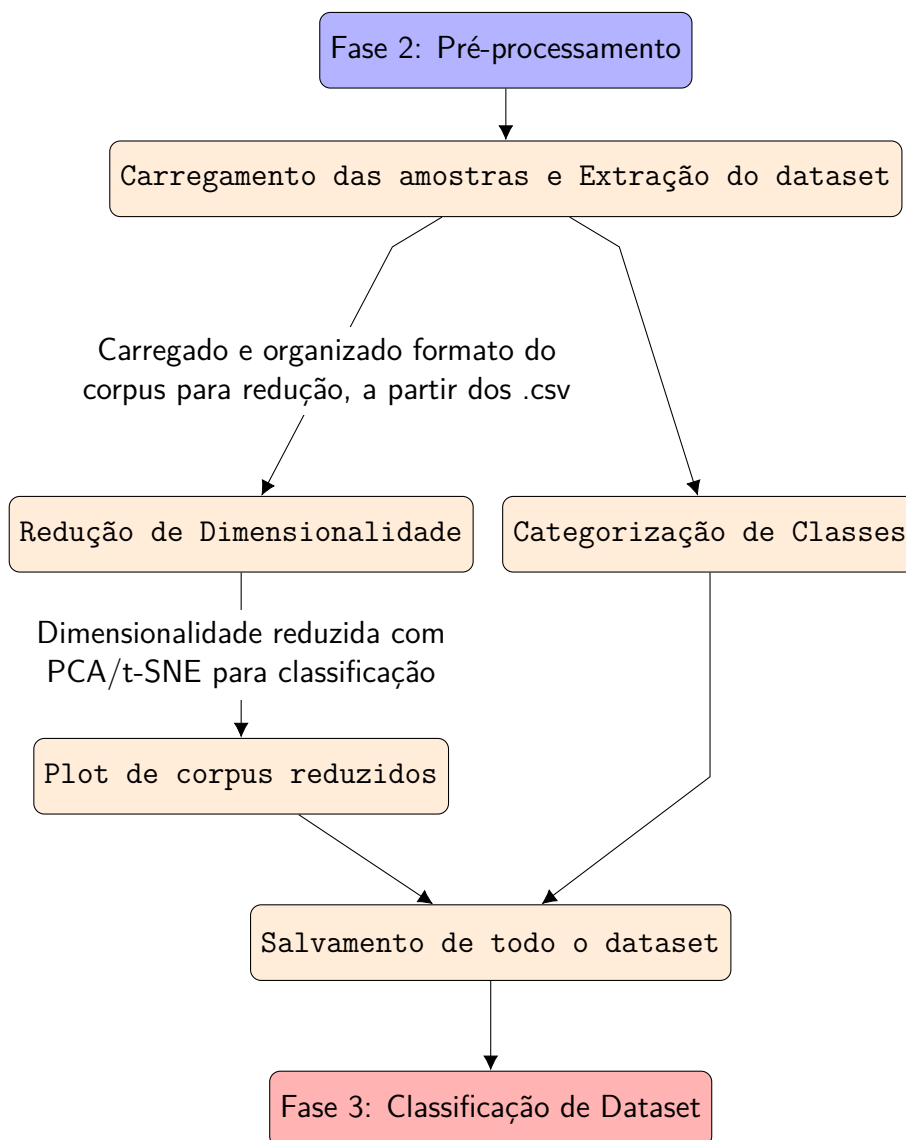 Fase 2: Pré-processamento
Carregamento das amostras e Extração do dataset
Carregado e organizado formato do
corpus para redução, a partir dos .csv
Redução de Dimensionalidade
Categorização de Classes
Dimensionalidade reduzida com
PCA/t-SNE para classificação
Plot de corpus reduzidos
Salvamento de todo o dataset
Fase 3: Classificação de Dataset